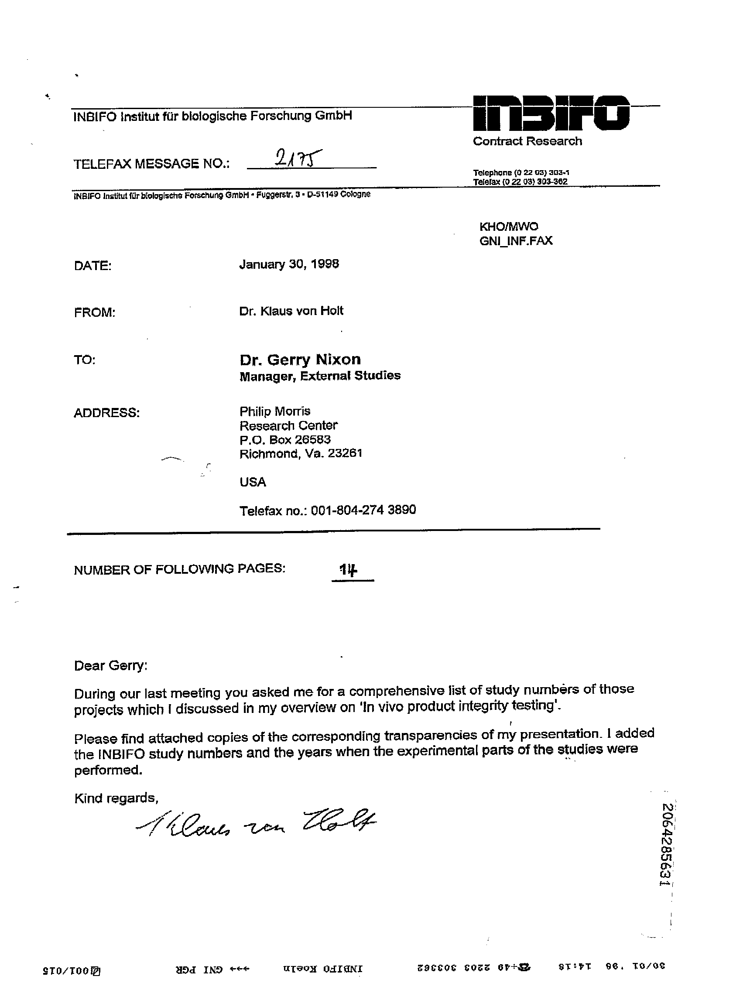 INBIFO Institut für biologische Forschung GmbH
INBIFO
Contract Research
TELEFAX MESSAGE NO.: 2175
Telephone (0 22 03) 303-1
Telefax (0 22 03) 303-362
INBIFO Institut für biologische Forschung GmbH • Fuggerstr. 3 • D-51149 Cologne
KHO/MWO
GNI_INF.FAX
DATE: January 30, 1998
FROM: Dr. Klaus von Holt
TO: Dr. Gerry Nixon
Manager, External Studies
ADDRESS: Philip Morris
Research Center
P.O. Box 26583
Richmond, Va. 23261
USA
Telefax no.: 001-804-274 3890
NUMBER OF FOLLOWING PAGES: 14
Dear Gerry:
During our last meeting you asked me for a comprehensive list of study numbers of those
projects which I discussed in my overview on 'In vivo product integrity testing'.
Please find attached copies of the corresponding transparencies of my presentation. I added
the INBIFO study numbers and the years when the experimental parts of the studies were
performed.
Kind regards,
Klaus von Holt
2064285631
30/01 '98 14:18 ☎+49 2203 303362 INBIFO Koeln →→→ GNI PGR 001/015